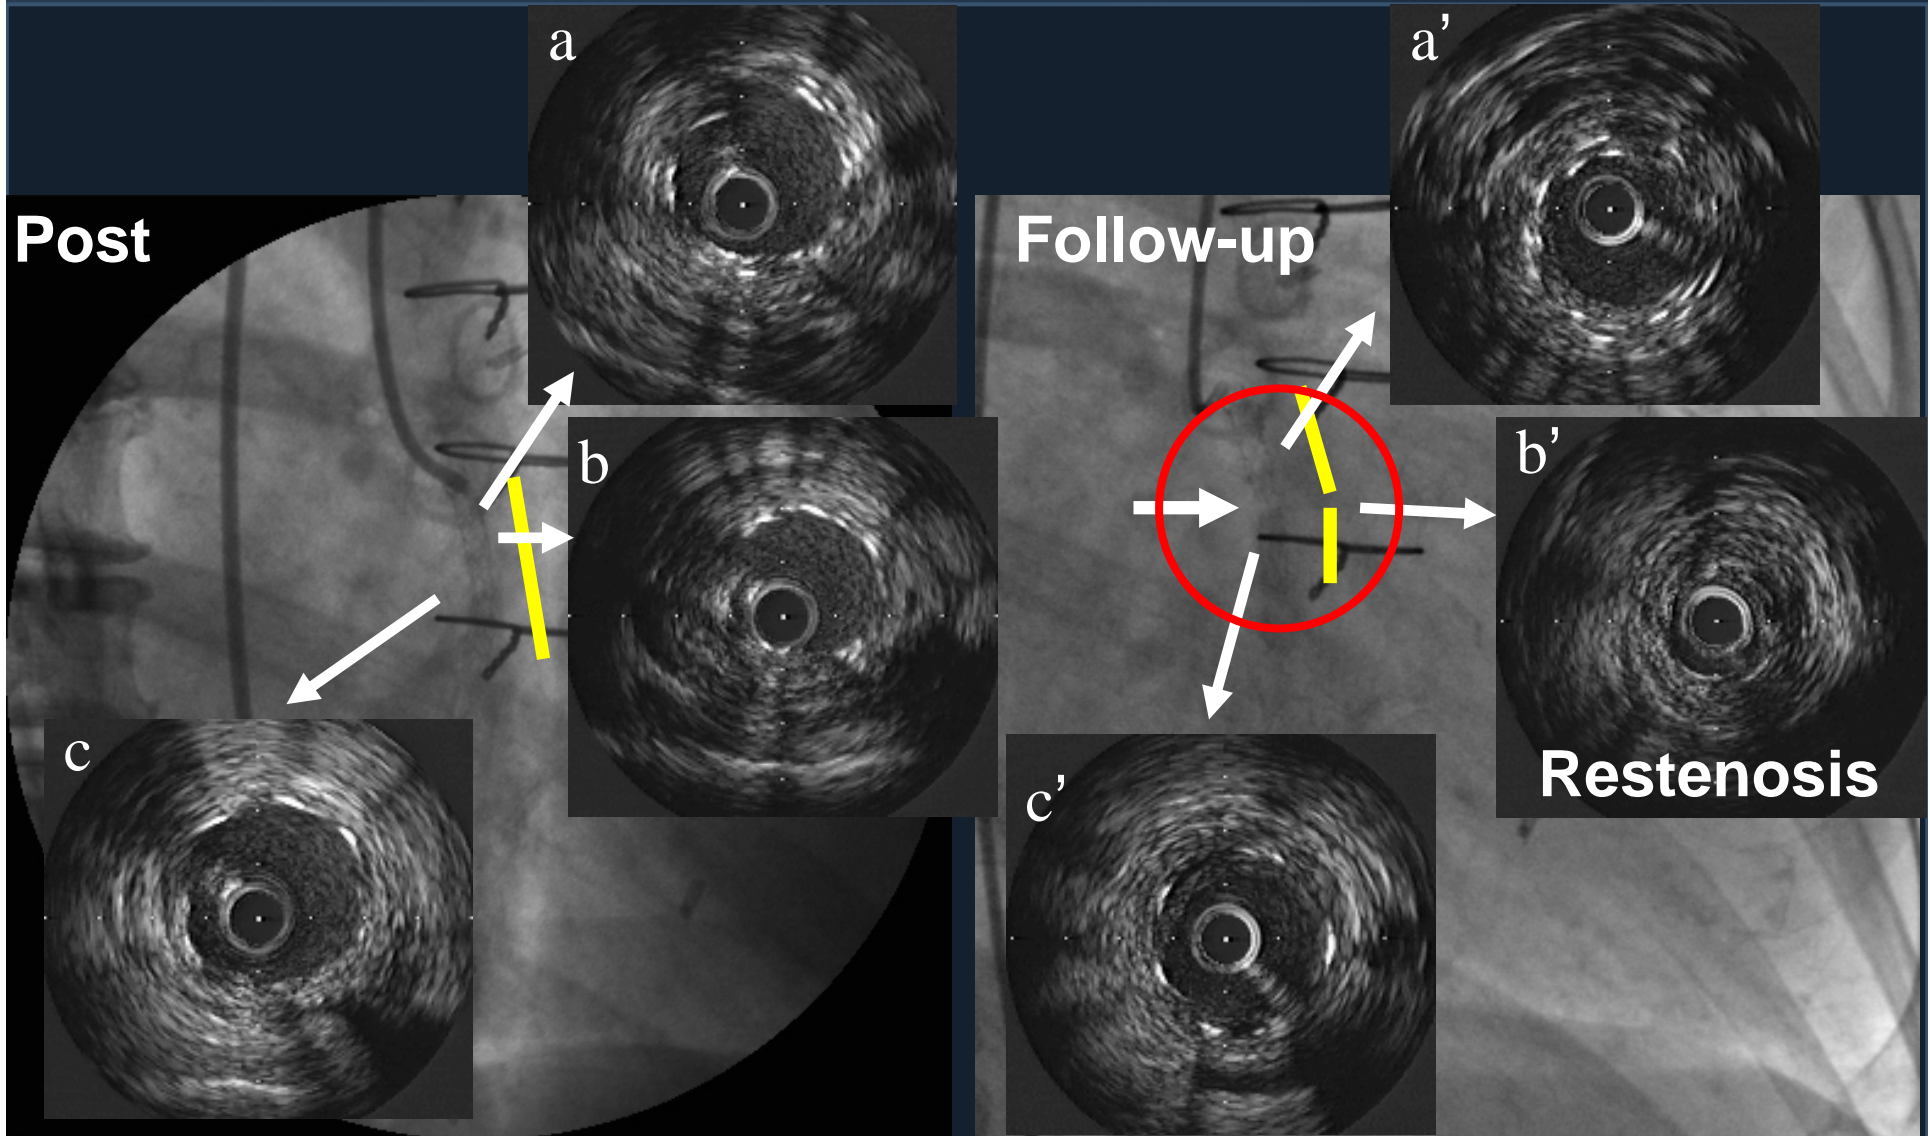 Post
a
b
c
Follow-up
a’
b’
Restenosis
c’